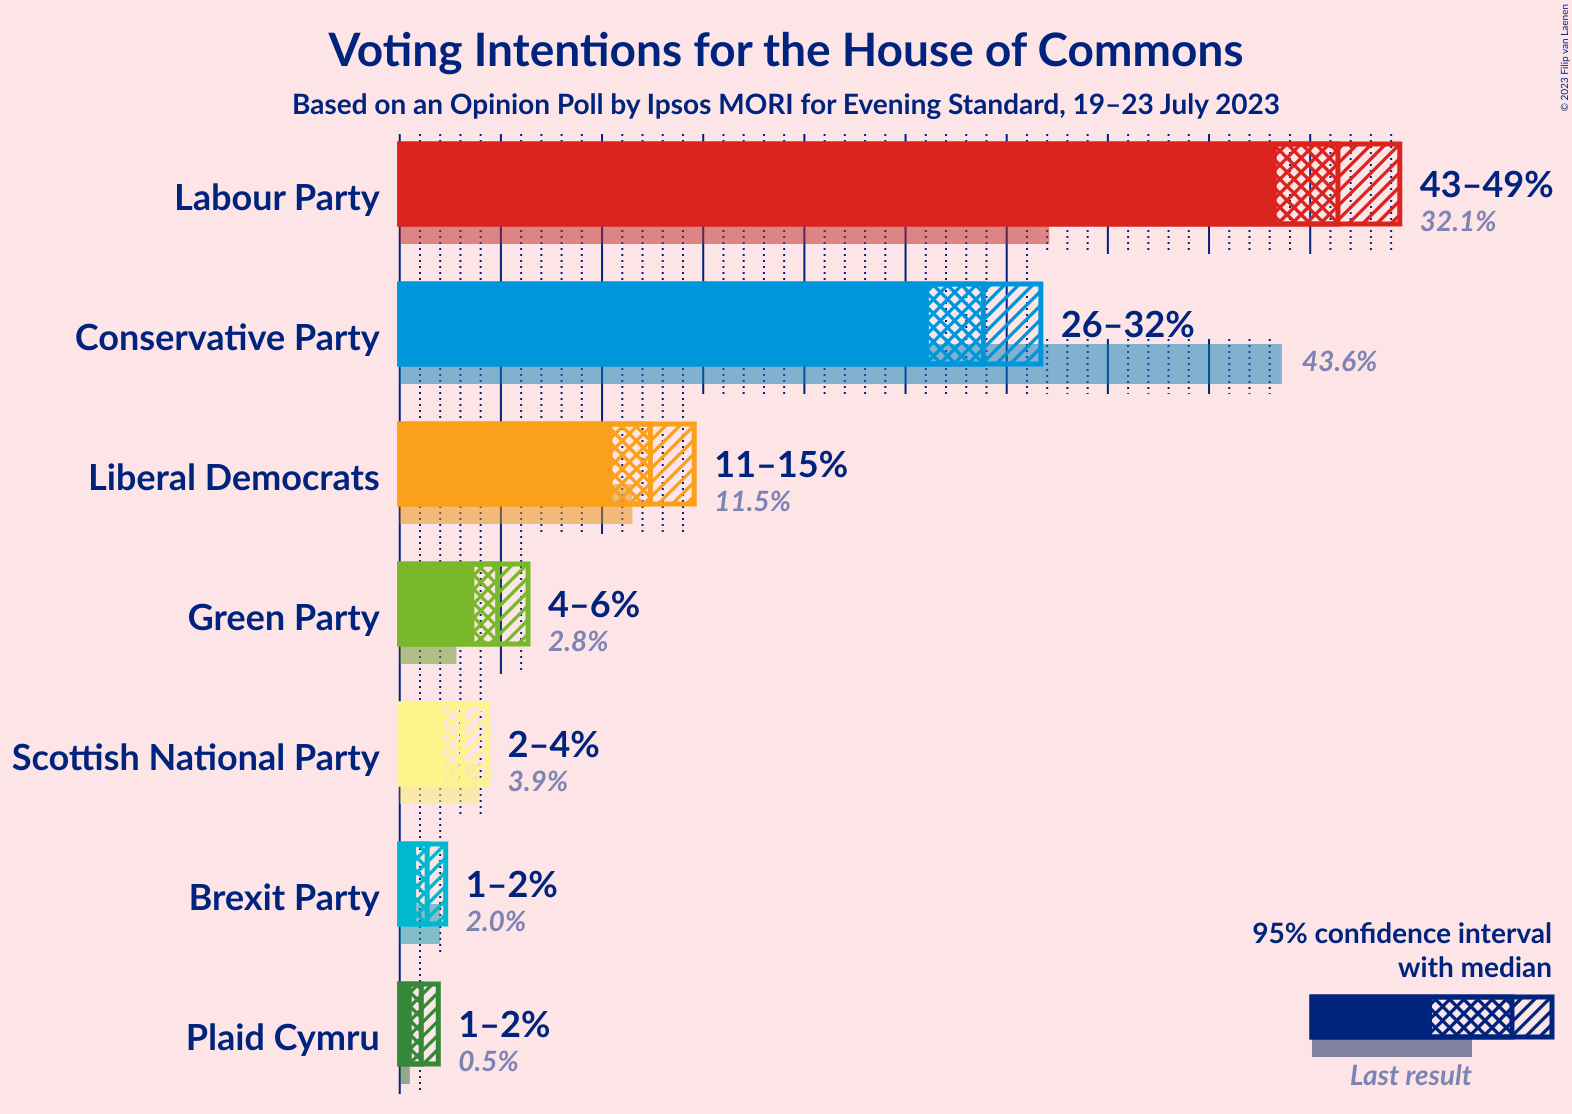 Voting Intentions for the House of Commons
Based on an Opinion Poll by Ipsos MORI for Evening Standard, 19–23 July 2023
© 2023 Filip van Laenen
Labour Party
43–49%
32.1%
Conservative Party
26–32%
43.6%
Liberal Democrats
11–15%
11.5%
Green Party
4–6%
2.8%
Scottish National Party
2–4%
3.9%
Brexit Party
1–2%
2.0%
Plaid Cymru
1–2%
0.5%
95% confidence interval
with median
Last result